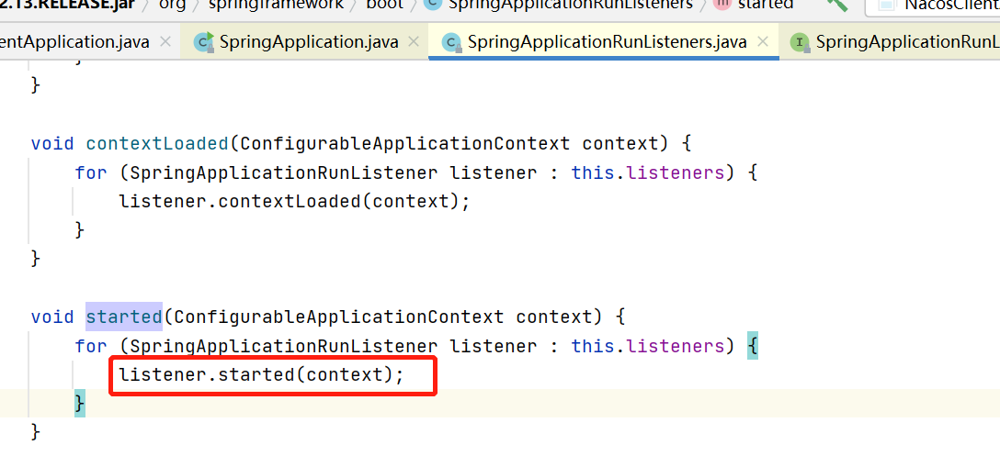 2.13.RELEASE.jar org springframework boot SpringApplicationRunListeners started NacosClient
entApplication.java SpringApplication.java SpringApplicationRunListeners.java SpringApplicationRunL
}
}
void contextLoaded(ConfigurableApplicationContext context) {
for (SpringApplicationRunListener listener : this.listeners) {
listener.contextLoaded(context);
}
}
void started(ConfigurableApplicationContext context) {
for (SpringApplicationRunListener listener : this.listeners) {
listener.started(context);
}
}